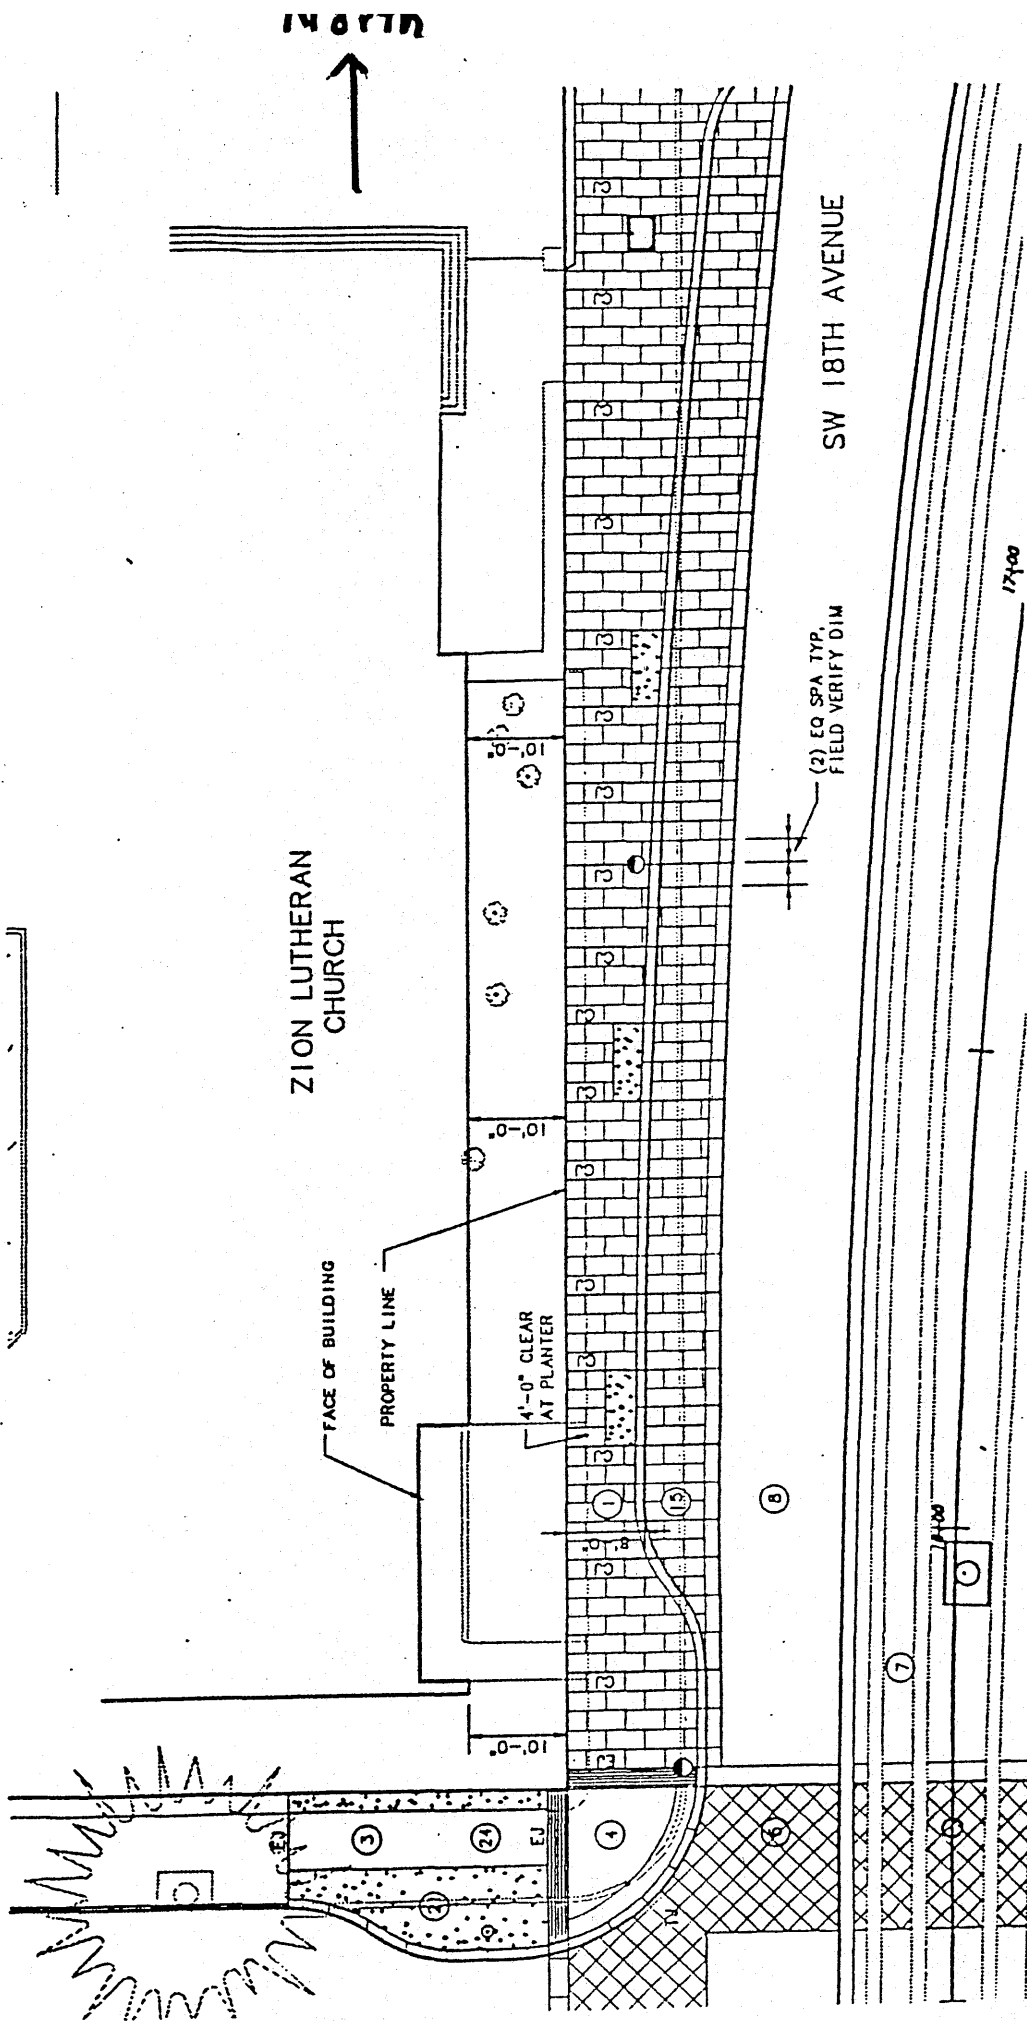 North
SW 18TH AVENUE
17+00
(2) EQ SPA TYP,
FIELD VERIFY DIM
10'-0"
ZION LUTHERAN
CHURCH
10'-0"
FACE OF BUILDING
PROPERTY LINE
4'-0" CLEAR
AT PLANTER
1
15
8
8'-0"
18+00
7
10'-0"
EJ
3
24
EJ
4
6